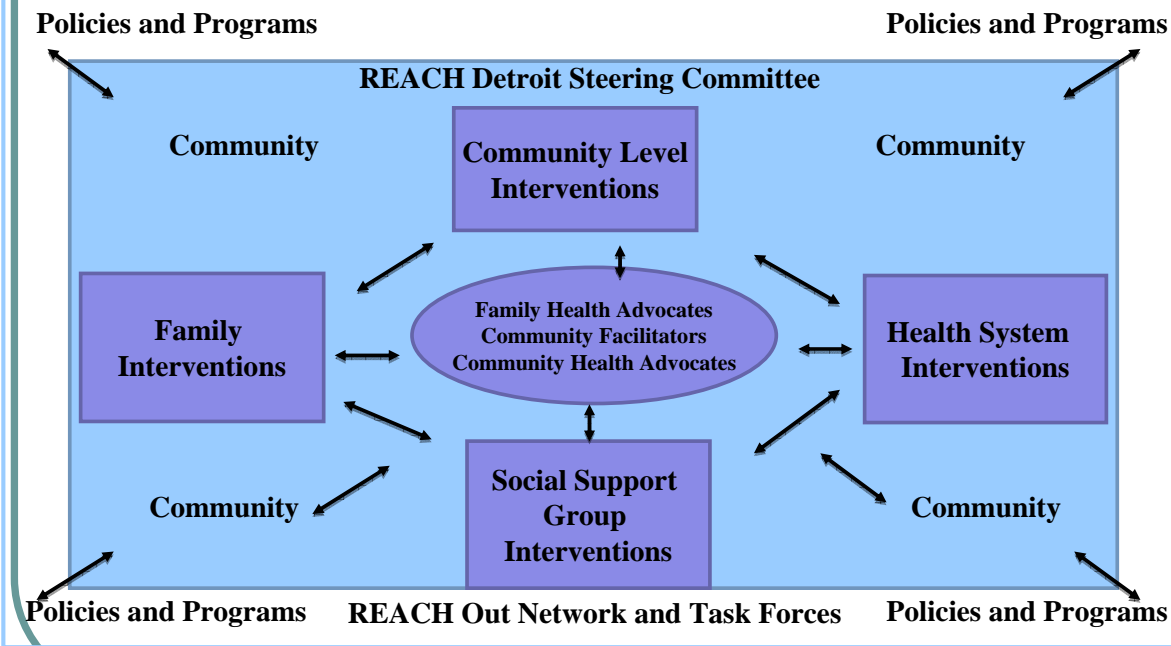 Policies and Programs
Policies and Programs
REACH Detroit Steering Committee
Community
Community
Community Level
Interventions
Family
Interventions
Family Health Advocates
Community Facilitators
Community Health Advocates
Health System
Interventions
Social Support
Group
Interventions
Community
Community
Policies and Programs
REACH Out Network and Task Forces
Policies and Programs